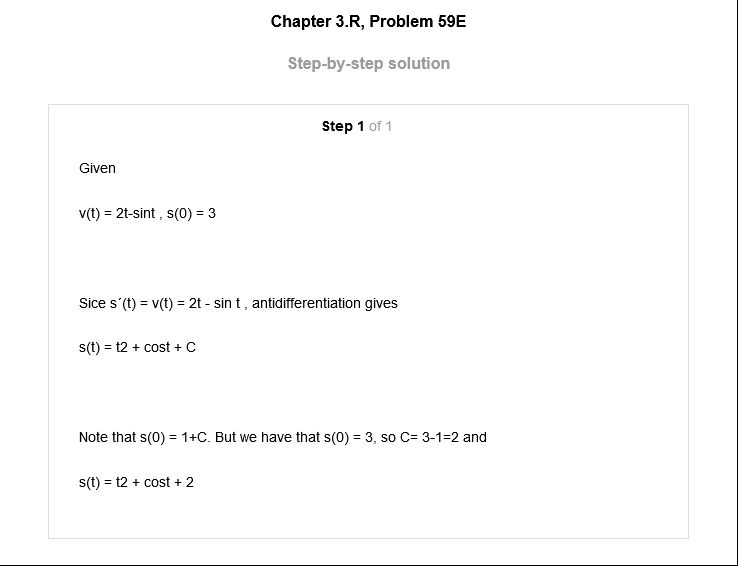 Chapter 3.R, Problem 59E
Step-by-step solution
Step 1 of 1
Given
v(t) = 2t-sint , s(0) = 3
Sice s´(t) = v(t) = 2t - sin t , antidifferentiation gives
s(t) = t2 + cost + C
Note that s(0) = 1+C. But we have that s(0) = 3, so C= 3-1=2 and
s(t) = t2 + cost + 2